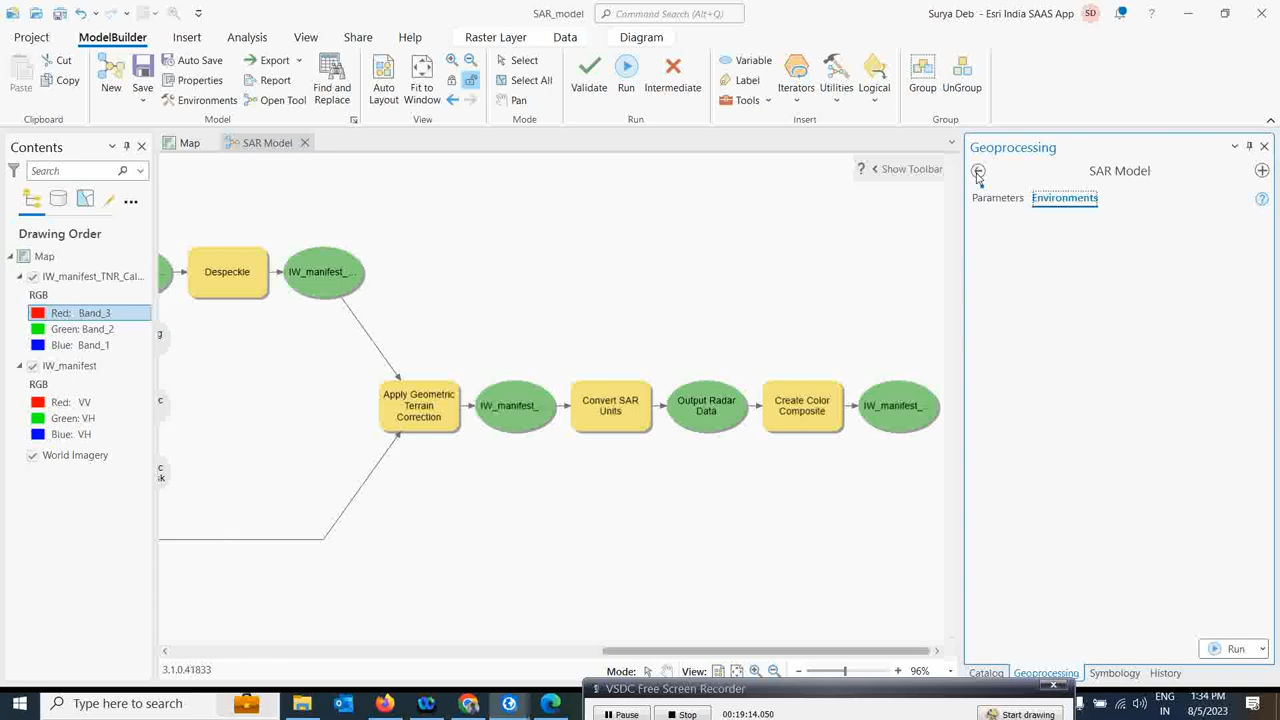 SAR_model
Command Search (Alt+Q)
Surya Deb - Esri India SAAS App
SD
Project
ModelBuilder
Insert
Analysis
View
Share
Help
Raster Layer
Data
Diagram
Paste
Cut
Copy
Clipboard
New
Save
Auto Save
Properties
Environments
Export
Report
Open Tool
Find and Replace
Model
Auto Layout
Fit to Window
View
Select
Select All
Pan
Mode
Validate
Run
Intermediate
Run
Variable
Label
Tools
Iterators
Utilities
Logical
Insert
Group
UnGroup
Group
Contents
Search
Drawing Order
Map
IW_manifest_TNR_Cai...
RGB
Red: Band_3
Green: Band_2
Blue: Band_1
IW_manifest
RGB
Red: VV
Green: VH
Blue: VH
World Imagery
Map
SAR Model
? < Show Toolbar
Despeckle
IW_manifest_...
g
c
c
sk
Apply Geometric
Terrain
Correction
IW_manifest_
Convert SAR
Units
Output Radar
Data
Create Color
Composite
IW_manifest_...
3.1.0.41833
Mode:
View:
96%
Geoprocessing
SAR Model
Parameters
Environments
Run
Catalog
Geoprocessing
Symbology
History
Type here to search
VSDC Free Screen Recorder
Pause
Stop
00:19:14.050
Start drawing
ENG
IN
1:34 PM
8/5/2023